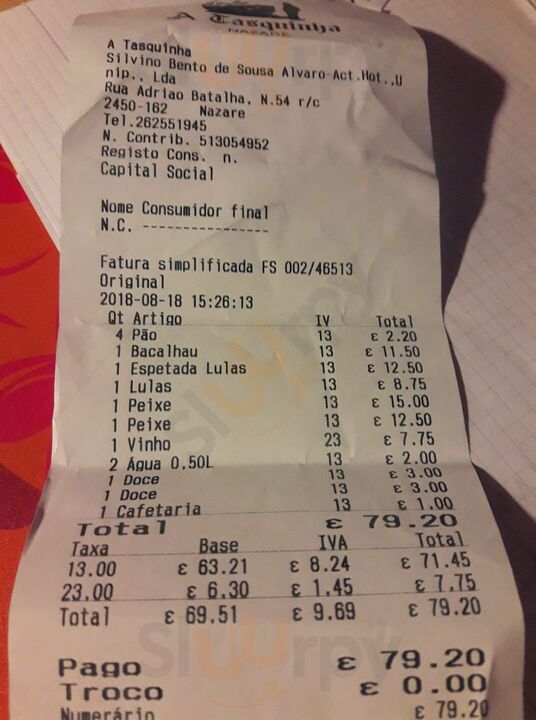 A Tasquinha
NAZARÉ
A Tasquinha
Silvino Bento de Sousa Alvaro-Act.Hot.,U
nip., Lda
Rua Adriao Batalha, N.54 r/c
2450-162 Nazare
Tel.262551945
N. Contrib. 513054952
Registo Cons. n.
Capital Social
Nome Consumidor final
N.C. ----------------
Fatura simplificada FS 002/46513
Original
2018-08-18 15:26:13
Qt Artigo IV Total
4 Pão 13 € 2.20
1 Bacalhau 13 € 11.50
1 Espetada Lulas 13 € 12.50
1 Lulas 13 € 8.75
1 Peixe 13 € 15.00
1 Peixe 13 € 12.50
1 Vinho 23 € 7.75
2 Água 0,50L 13 € 2.00
1 Doce 13 € 3.00
1 Doce 13 € 3.00
1 Cafetaria 13 € 1.00
Total € 79.20
Taxa Base IVA Total
13.00 € 63.21 € 8.24 € 71.45
23.00 € 6.30 € 1.45 € 7.75
Total € 69.51 € 9.69 € 79.20
Pago € 79.20
Troco € 0.00
Numerário € 79.20
Sluurpy